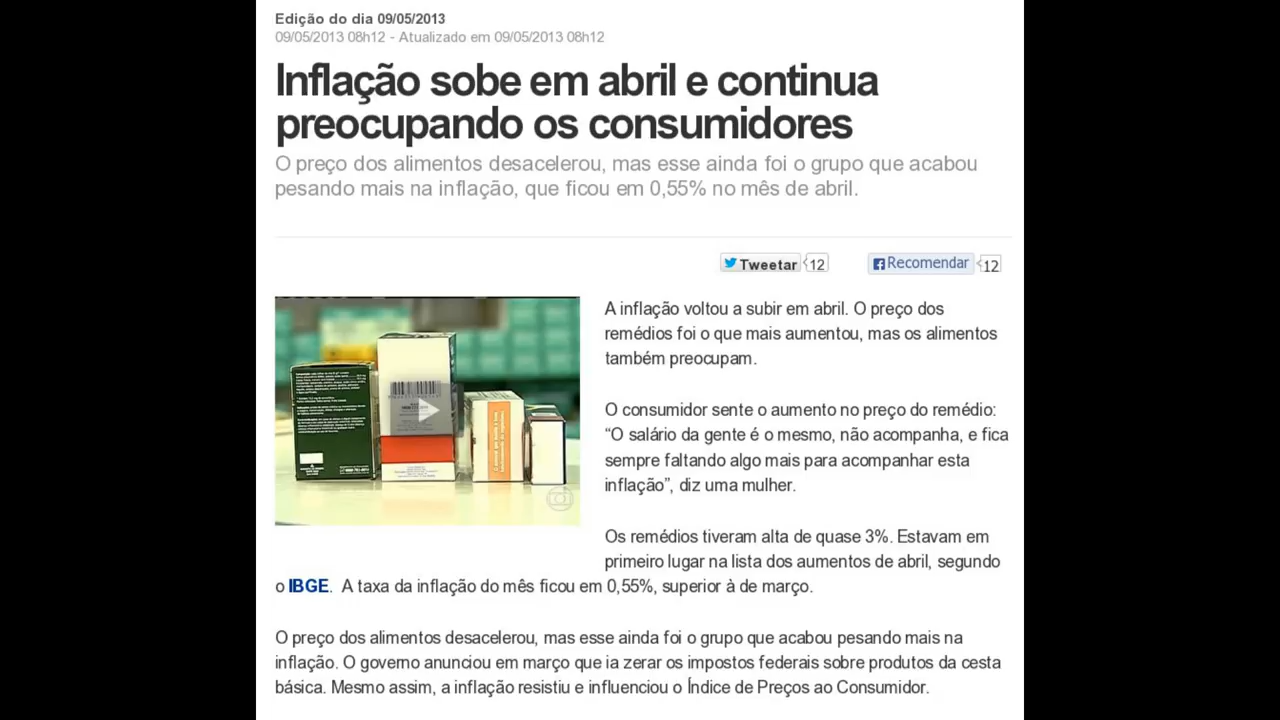 Edição do dia 09/05/2013
09/05/2013 08h12 - Atualizado em 09/05/2013 08h12
Inflação sobe em abril e continua
preocupando os consumidores
O preço dos alimentos desacelerou, mas esse ainda foi o grupo que acabou
pesando mais na inflação, que ficou em 0,55% no mês de abril.
Tweetar 12 Recomendar 12
A inflação voltou a subir em abril. O preço dos
remédios foi o que mais aumentou, mas os alimentos
também preocupam.
O consumidor sente o aumento no preço do remédio:
“O salário da gente é o mesmo, não acompanha, e fica
sempre faltando algo mais para acompanhar esta
inflação”, diz uma mulher.
Os remédios tiveram alta de quase 3%. Estavam em
primeiro lugar na lista dos aumentos de abril, segundo
o IBGE. A taxa da inflação do mês ficou em 0,55%, superior à de março.
O preço dos alimentos desacelerou, mas esse ainda foi o grupo que acabou pesando mais na
inflação. O governo anunciou em março que ia zerar os impostos federais sobre produtos da cesta
básica. Mesmo assim, a inflação resistiu e influenciou o Índice de Preços ao Consumidor.